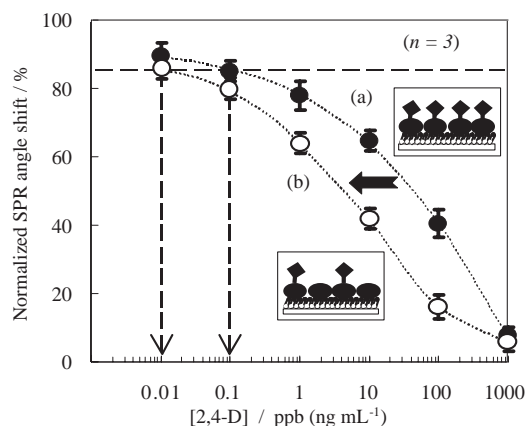 100
80
60
40
20
0
Normalized SPR angle shift / %
(n = 3)
(a)
(b)
0.01 0.1 1 10 100 1000
[2,4-D] / ppb (ng mL⁻¹)